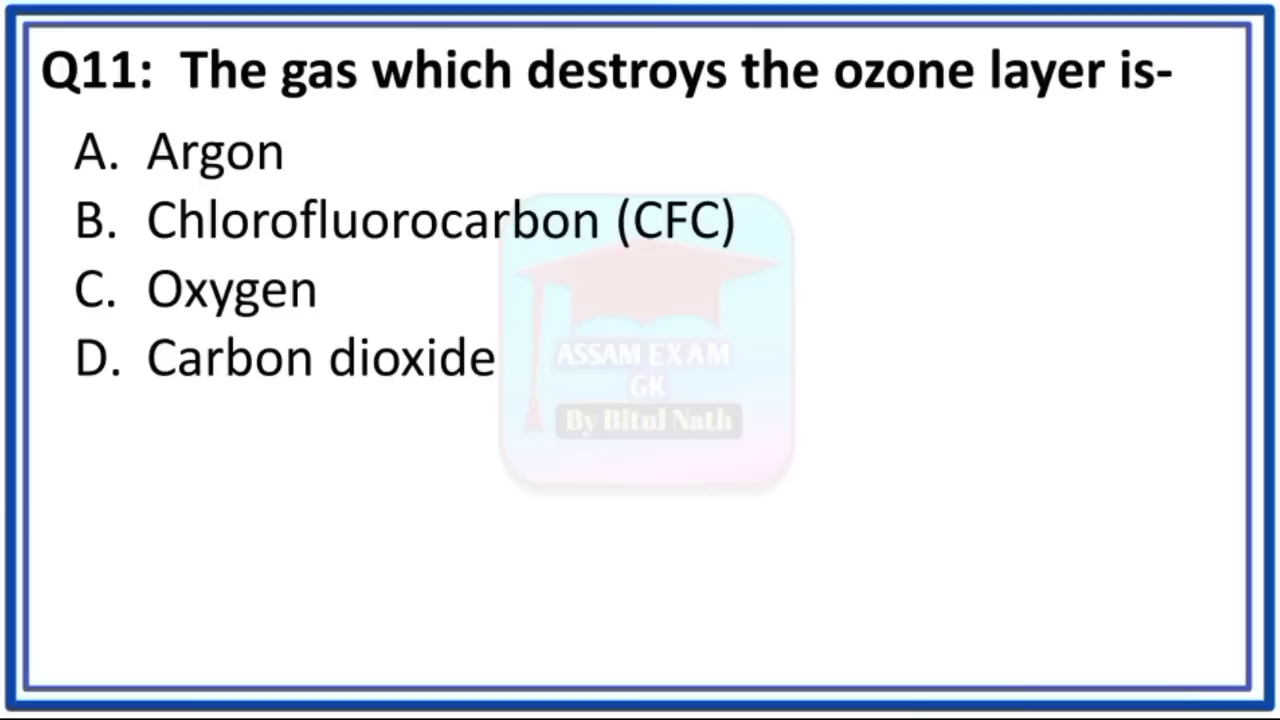 Q11: The gas which destroys the ozone layer is-
A. Argon
B. Chlorofluorocarbon (CFC)
C. Oxygen
D. Carbon dioxide
ASSAM EXAM
GK
By Bitul Nath